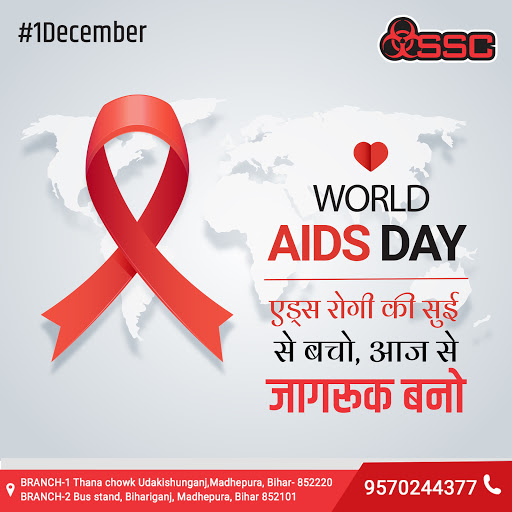 #1December
SSC
WORLD
AIDS DAY
एड्स रोगी की सुई
से बचो, आज से
जागरूक बनो
BRANCH-1 Thana chowk Udakishunganj,Madhepura, Bihar- 852220
BRANCH-2 Bus stand, Bihariganj, Madhepura, Bihar 852101
9570244377